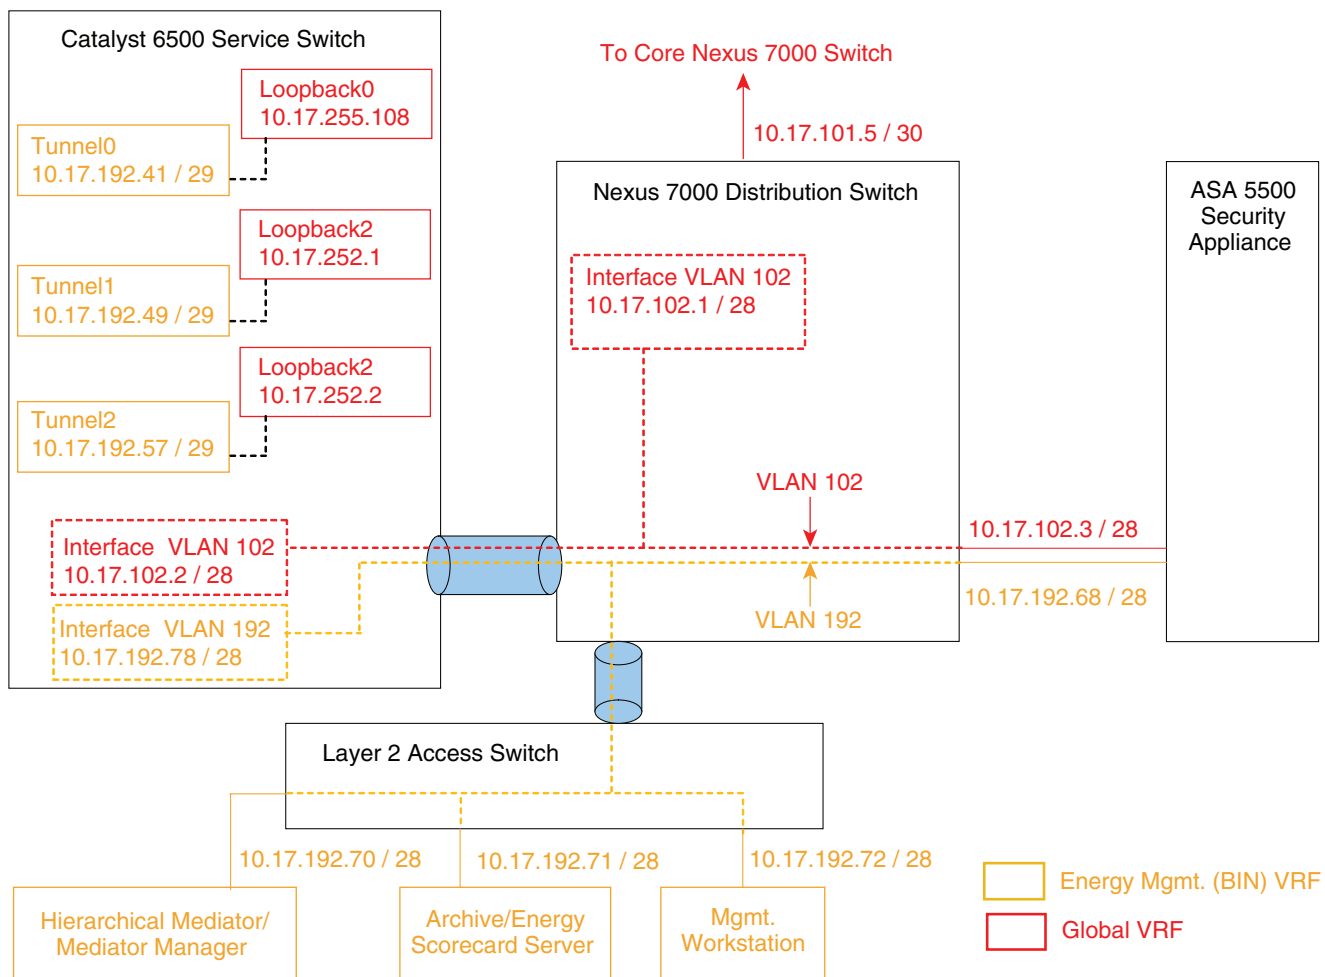 Catalyst 6500 Service Switch
Loopback0
10.17.255.108
Tunnel0
10.17.192.41 / 29
Loopback2
10.17.252.1
Tunnel1
10.17.192.49 / 29
Loopback2
10.17.252.2
Tunnel2
10.17.192.57 / 29
Interface VLAN 102
10.17.102.2 / 28
Interface VLAN 192
10.17.192.78 / 28
To Core Nexus 7000 Switch
10.17.101.5 / 30
Nexus 7000 Distribution Switch
Interface VLAN 102
10.17.102.1 / 28
VLAN 102
VLAN 192
10.17.102.3 / 28
10.17.192.68 / 28
ASA 5500
Security
Appliance
Layer 2 Access Switch
10.17.192.70 / 28
10.17.192.71 / 28
10.17.192.72 / 28
Hierarchical Mediator/
Mediator Manager
Archive/Energy
Scorecard Server
Mgmt.
Workstation
Energy Mgmt. (BIN) VRF
Global VRF